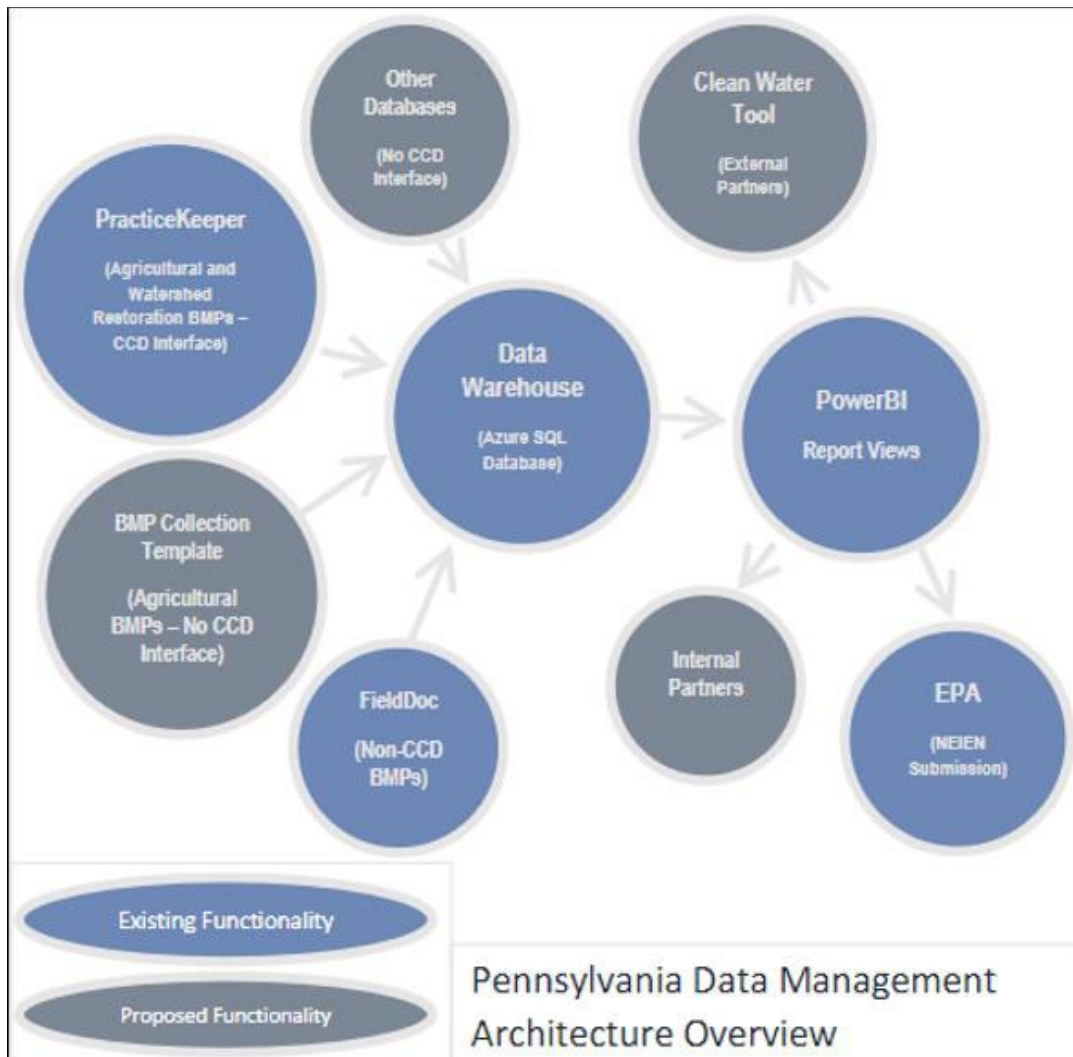 Other
Databases
(No CCD
Interface)
Clean Water
Tool
(External
Partners)
PracticeKeeper
(Agricultural and
Watershed
Restoration BMPs –
CCD Interface)
Data
Warehouse
(Azure SQL
Database)
PowerBI
Report Views
BMP Collection
Template
(Agricultural
BMPs – No CCD
Interface)
FieldDoc
(Non-CCD
BMPs)
Internal
Partners
EPA
(NEIEN
Submission)
Existing Functionality
Proposed Functionality
Pennsylvania Data Management
Architecture Overview